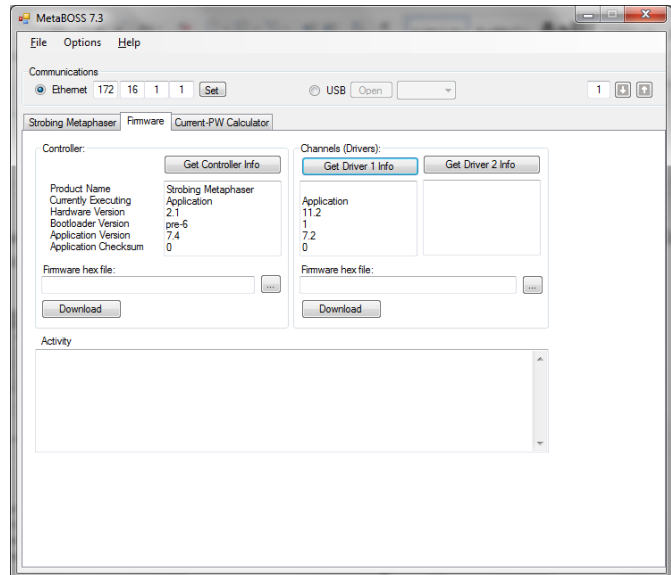 MetaBOSS 7.3
File Options Help
Communications
Ethernet 172 16 1 1 Set USB Open 1
Strobing Metaphaser Firmware Current-PW Calculator
Controller: Channels (Drivers):
Get Controller Info Get Driver 1 Info Get Driver 2 Info
Product Name Strobing Metaphaser
Currently Executing Application Application
Hardware Version 2.1 11.2
Bootloader Version pre-6 1
Application Version 7.4 7.2
Application Checksum 0 0
Firmware hex file: Firmware hex file:
... ...
Download Download
Activity